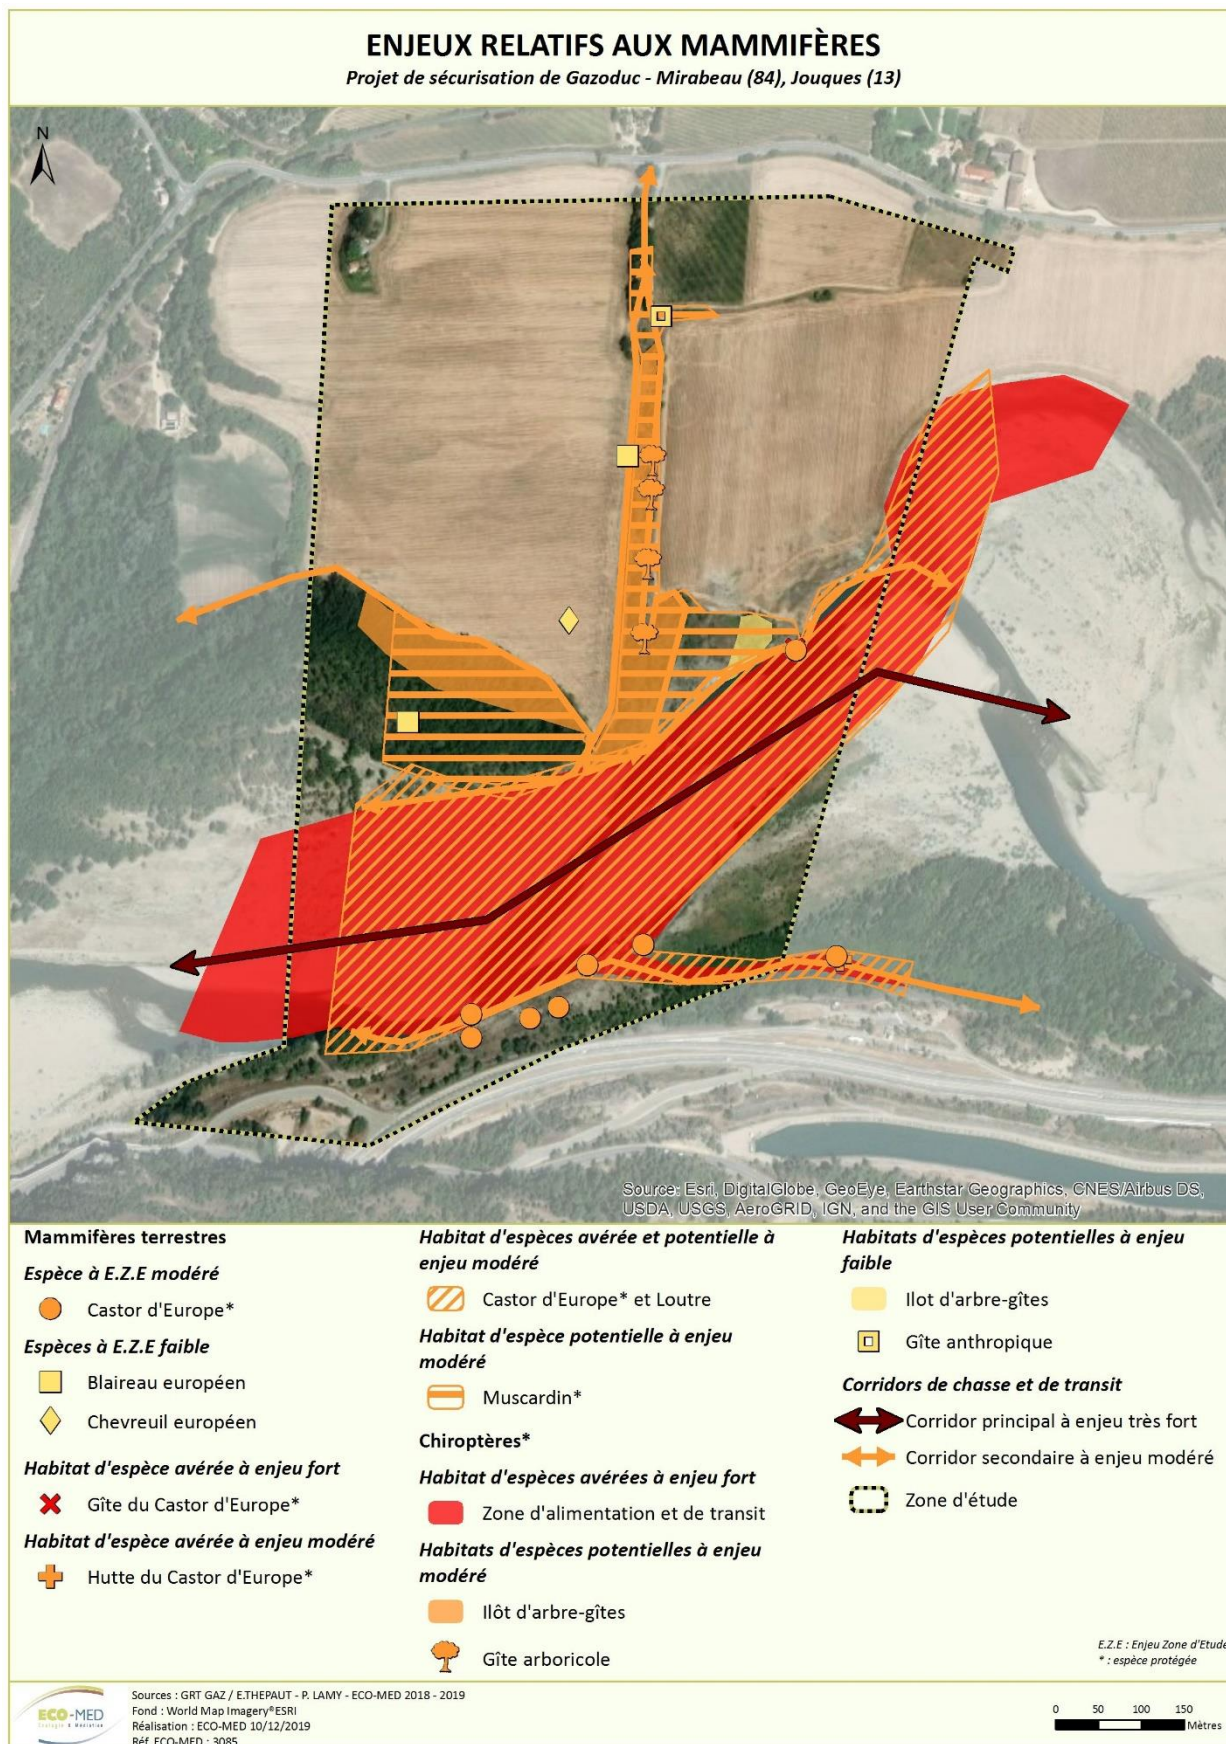 ENJEUX RELATIFS AUX MAMMIFÈRES
Projet de sécurisation de Gazoduc - Mirabeau (84), Jouques (13)
N
Source: Esri, DigitalGlobe, GeoEye, Earthstar Geographics, CNES/Airbus DS,
USDA, USGS, AeroGRID, IGN, and the GIS User Community
Mammifères terrestres
Espèce à E.Z.E modéré
Castor d'Europe*
Espèces à E.Z.E faible
Blaireau européen
Chevreuil européen
Habitat d'espèce avérée à enjeu fort
Gîte du Castor d'Europe*
Habitat d'espèce avérée à enjeu modéré
Hutte du Castor d'Europe*
Habitat d'espèces avérée et potentielle à
enjeu modéré
Castor d'Europe* et Loutre
Habitat d'espèce potentielle à enjeu
modéré
Muscardin*
Chiroptères*
Habitat d'espèces avérées à enjeu fort
Zone d'alimentation et de transit
Habitats d'espèces potentielles à enjeu
modéré
Ilôt d'arbre-gîtes
Gîte arboricole
Habitats d'espèces potentielles à enjeu
faible
Ilot d'arbre-gîtes
Gîte anthropique
Corridors de chasse et de transit
Corridor principal à enjeu très fort
Corridor secondaire à enjeu modéré
Zone d'étude
E.Z.E : Enjeu Zone d'Etude
* : espèce protégée
ECO-MED
Ecologie & Médiation
Sources : GRT GAZ / E.THEPAUT - P. LAMY - ECO-MED 2018 - 2019
Fond : World Map Imagery®ESRI
Réalisation : ECO-MED 10/12/2019
Réf. ECO-MED : 3085
0 50 100 150
Mètres